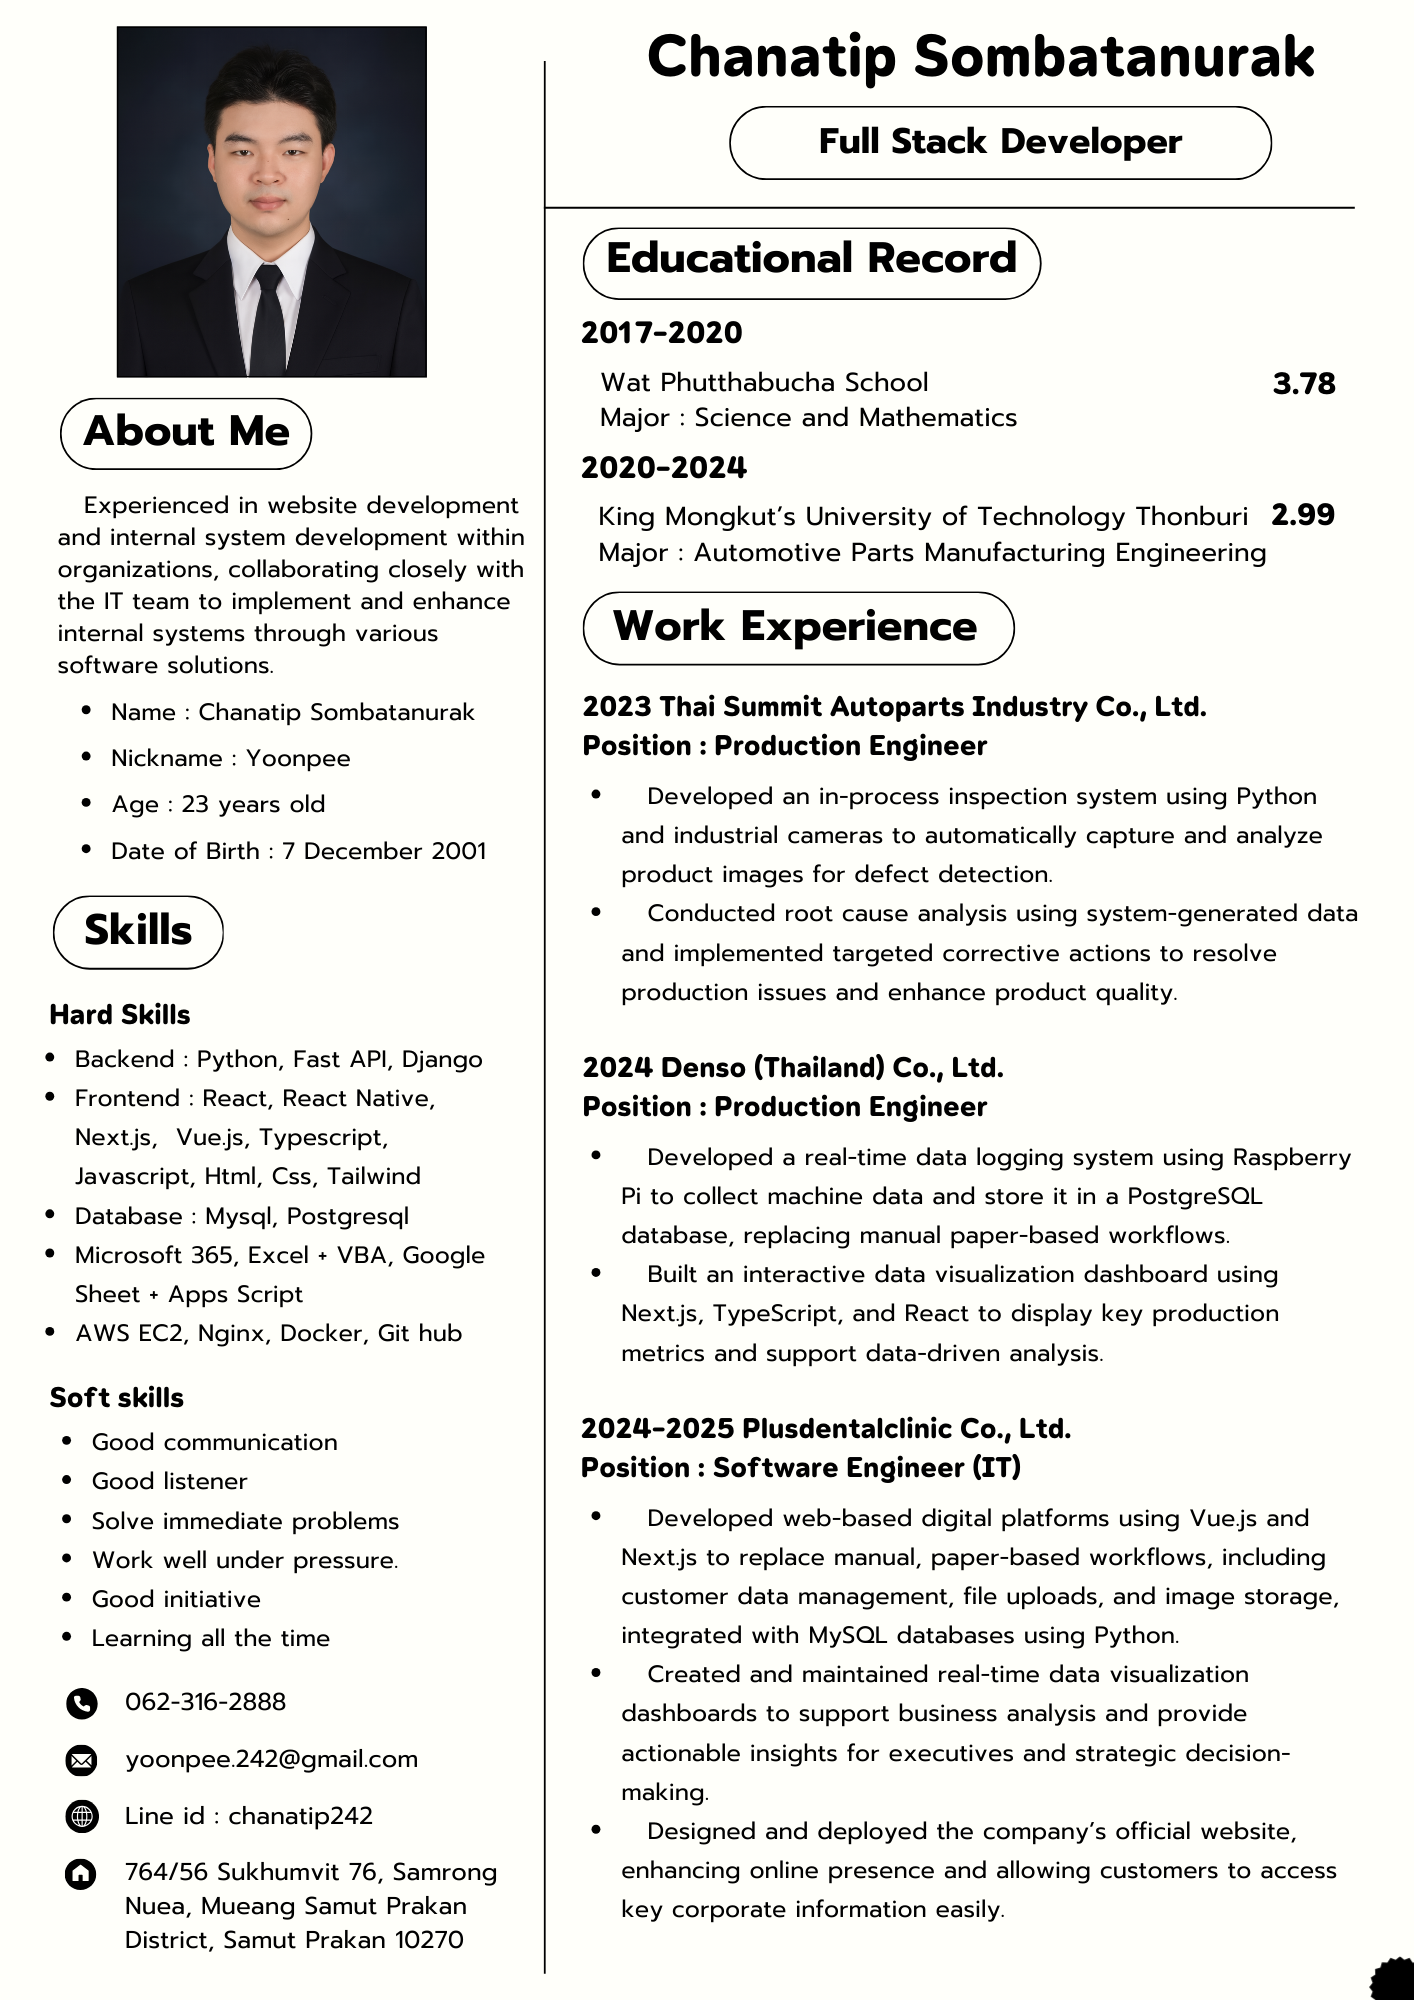 Chanatip Sombatanurak
Full Stack Developer
About Me
Experienced in website development
and internal system development within
organizations, collaborating closely with
the IT team to implement and enhance
internal systems through various
software solutions.
• Name : Chanatip Sombatanurak
• Nickname : Yoonpee
• Age : 23 years old
• Date of Birth : 7 December 2001
Skills
Hard Skills
• Backend : Python, Fast API, Django
• Frontend : React, React Native,
Next.js, Vue.js, Typescript,
Javascript, Html, Css, Tailwind
• Database : Mysql, Postgresql
• Microsoft 365, Excel + VBA, Google
Sheet + Apps Script
• AWS EC2, Nginx, Docker, Git hub
Soft skills
• Good communication
• Good listener
• Solve immediate problems
• Work well under pressure.
• Good initiative
• Learning all the time
062-316-2888
yoonpee.242@gmail.com
Line id : chanatip242
764/56 Sukhumvit 76, Samrong
Nuea, Mueang Samut Prakan
District, Samut Prakan 10270
Educational Record
2017-2020
Wat Phutthabucha School 3.78
Major : Science and Mathematics
2020-2024
King Mongkut's University of Technology Thonburi 2.99
Major : Automotive Parts Manufacturing Engineering
Work Experience
2023 Thai Summit Autoparts Industry Co., Ltd.
Position : Production Engineer
• Developed an in-process inspection system using Python
and industrial cameras to automatically capture and analyze
product images for defect detection.
• Conducted root cause analysis using system-generated data
and implemented targeted corrective actions to resolve
production issues and enhance product quality.
2024 Denso (Thailand) Co., Ltd.
Position : Production Engineer
• Developed a real-time data logging system using Raspberry
Pi to collect machine data and store it in a PostgreSQL
database, replacing manual paper-based workflows.
• Built an interactive data visualization dashboard using
Next.js, TypeScript, and React to display key production
metrics and support data-driven analysis.
2024-2025 Plusdentalclinic Co., Ltd.
Position : Software Engineer (IT)
• Developed web-based digital platforms using Vue.js and
Next.js to replace manual, paper-based workflows, including
customer data management, file uploads, and image storage,
integrated with MySQL databases using Python.
• Created and maintained real-time data visualization
dashboards to support business analysis and provide
actionable insights for executives and strategic decision-
making.
• Designed and deployed the company's official website,
enhancing online presence and allowing customers to access
key corporate information easily.